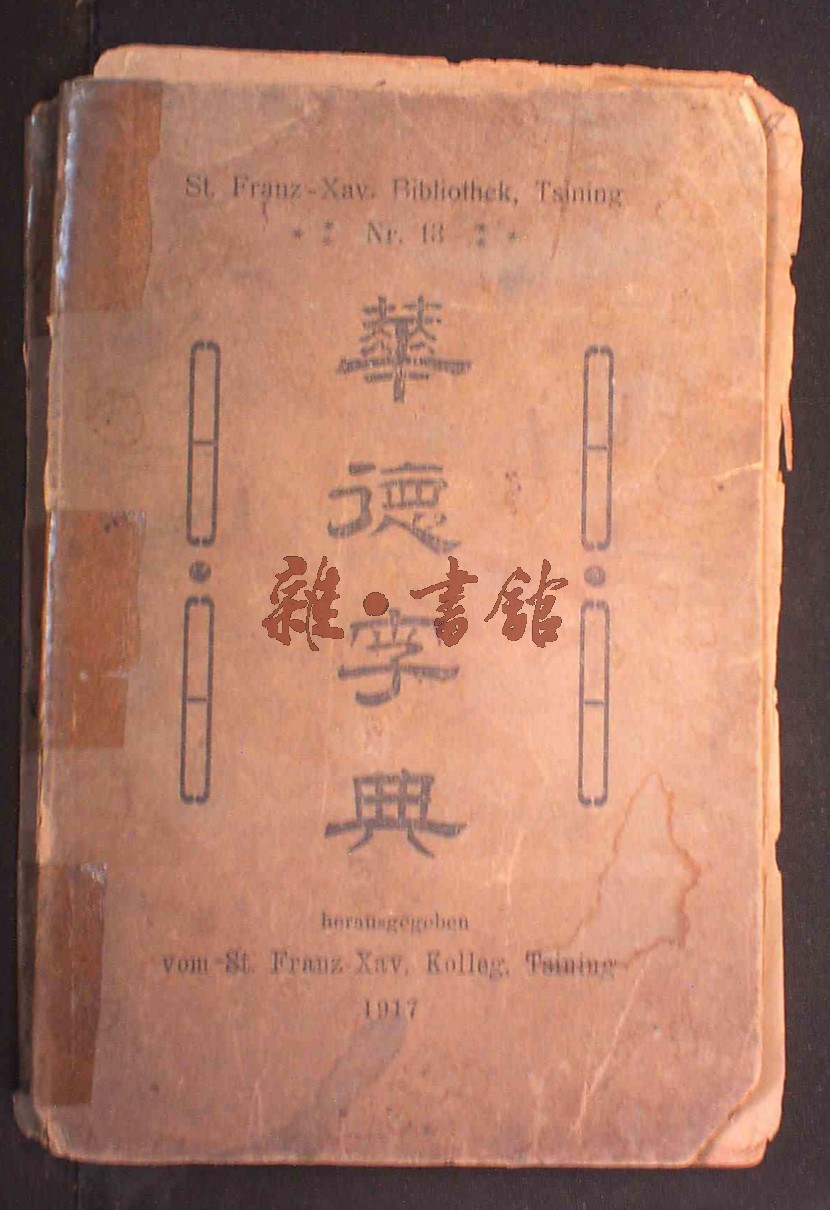 St. Franz-Xav. Bibliothek, Tsining
Nr. 13
華德字典
雜·書館
herausgegeben
vom St. Franz Xav. Kolleg, Tsining
1917